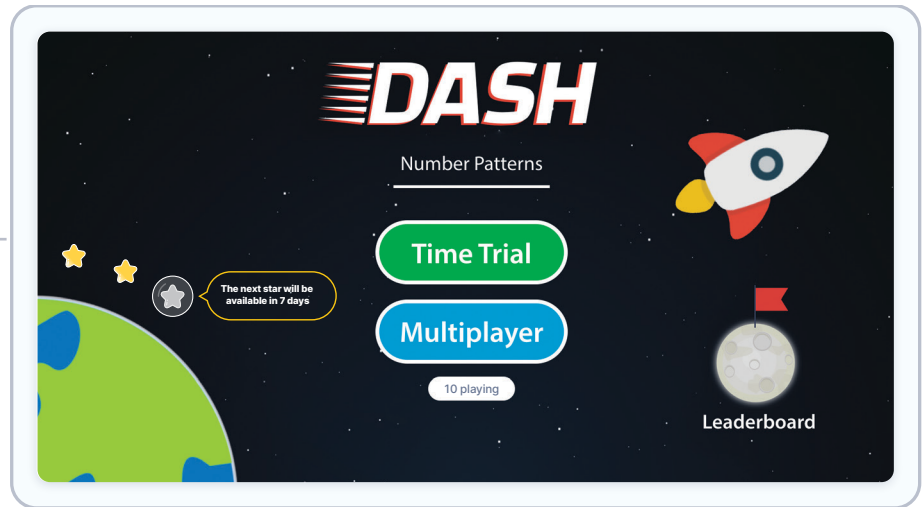 DASH
Number Patterns
Time Trial
The next star will be
available in 7 days
Multiplayer
10 playing
Leaderboard